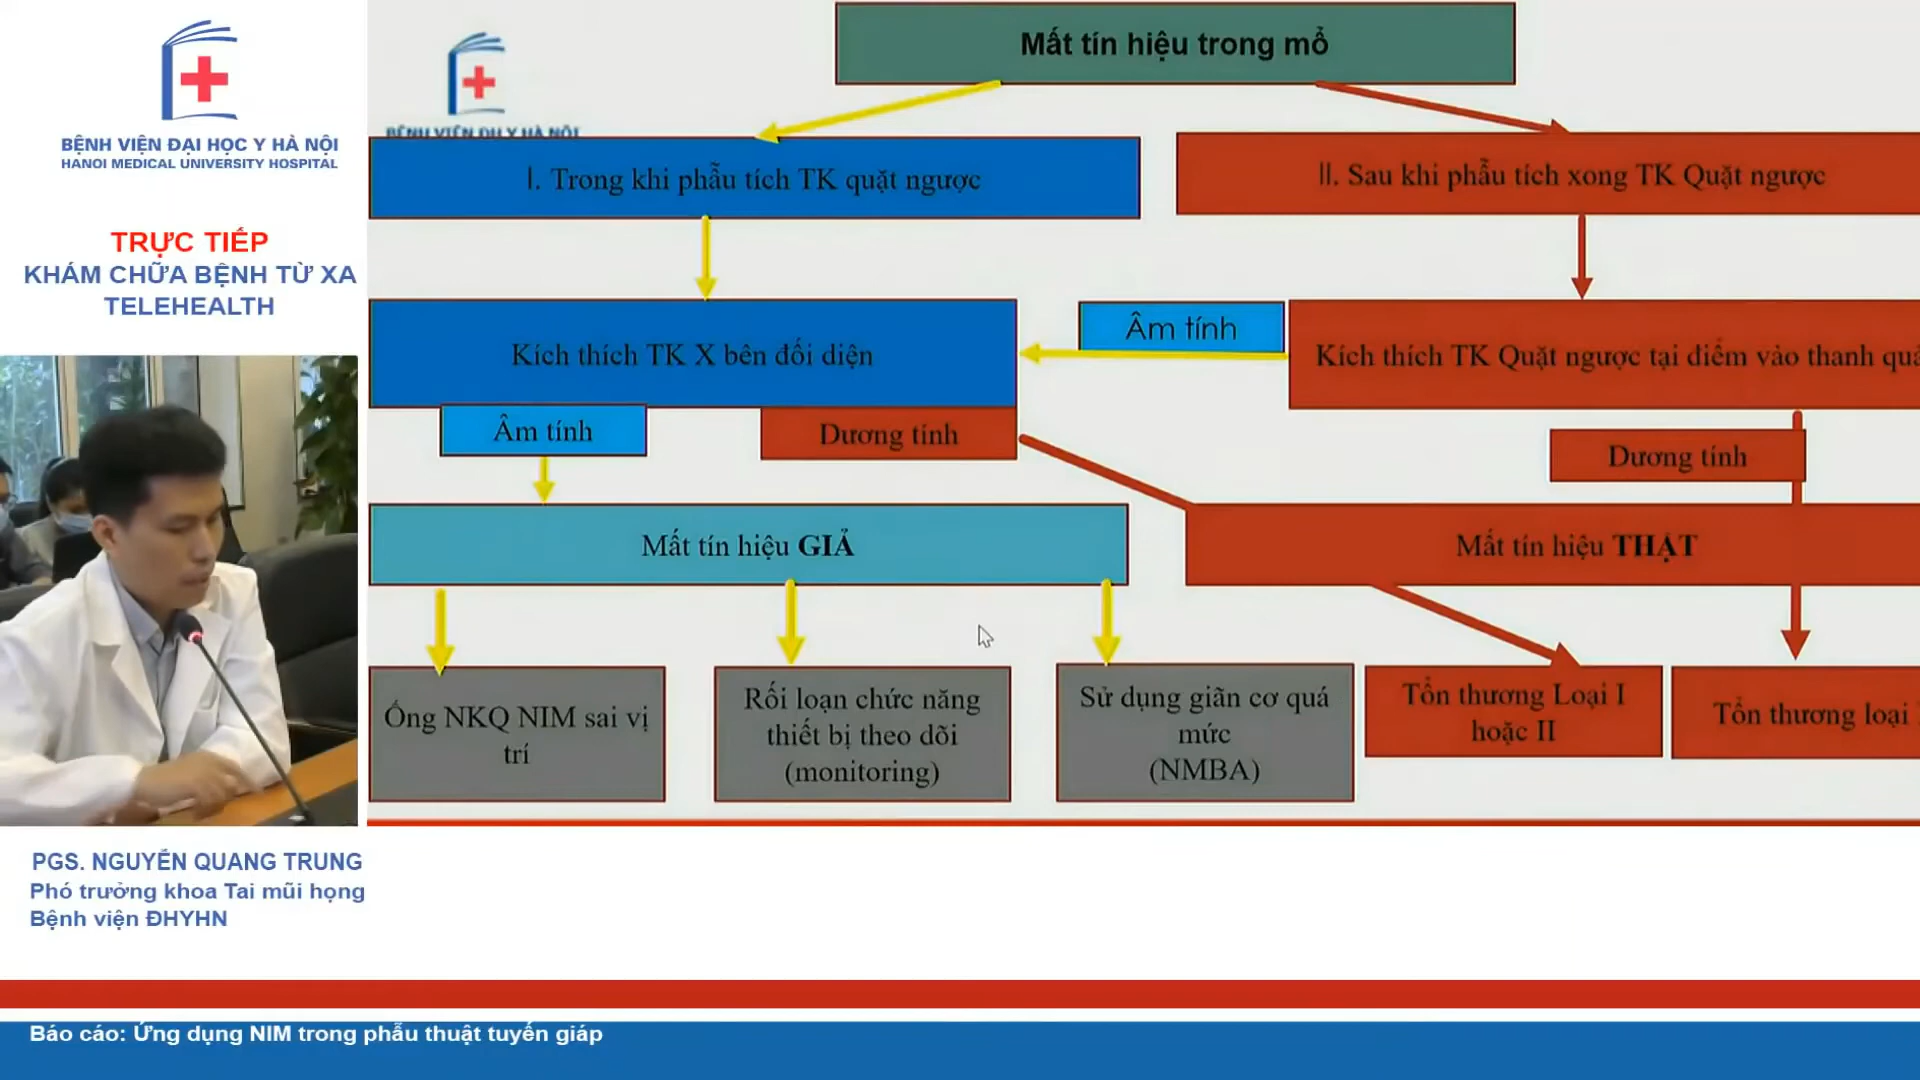 BỆNH VIỆN ĐẠI HỌC Y HÀ NỘI
HANOI MEDICAL UNIVERSITY HOSPITAL
TRỰC TIẾP
KHÁM CHỮA BỆNH TỪ XA
TELEHEALTH
PGS. NGUYỄN QUANG TRUNG
Phó trưởng khoa Tai mũi họng
Bệnh viện ĐHYHN
BỆNH VIỆN ĐH Y HÀ NỘI
Mất tín hiệu trong mổ
I. Trong khi phẫu tích TK quặt ngược
II. Sau khi phẫu tích xong TK Quặt ngược
Kích thích TK X bên đối diện
Âm tính
Kích thích TK Quặt ngược tại điểm vào thanh quả
Âm tính
Dương tính
Dương tính
Mất tín hiệu GIẢ
Mất tín hiệu THẬT
Ống NKQ NIM sai vị
trí
Rối loạn chức năng
thiết bị theo dõi
(monitoring)
Sử dụng giãn cơ quá
mức
(NMBA)
Tổn thương Loại I
hoặc II
Tổn thương loại
Báo cáo: Ứng dụng NIM trong phẫu thuật tuyến giáp